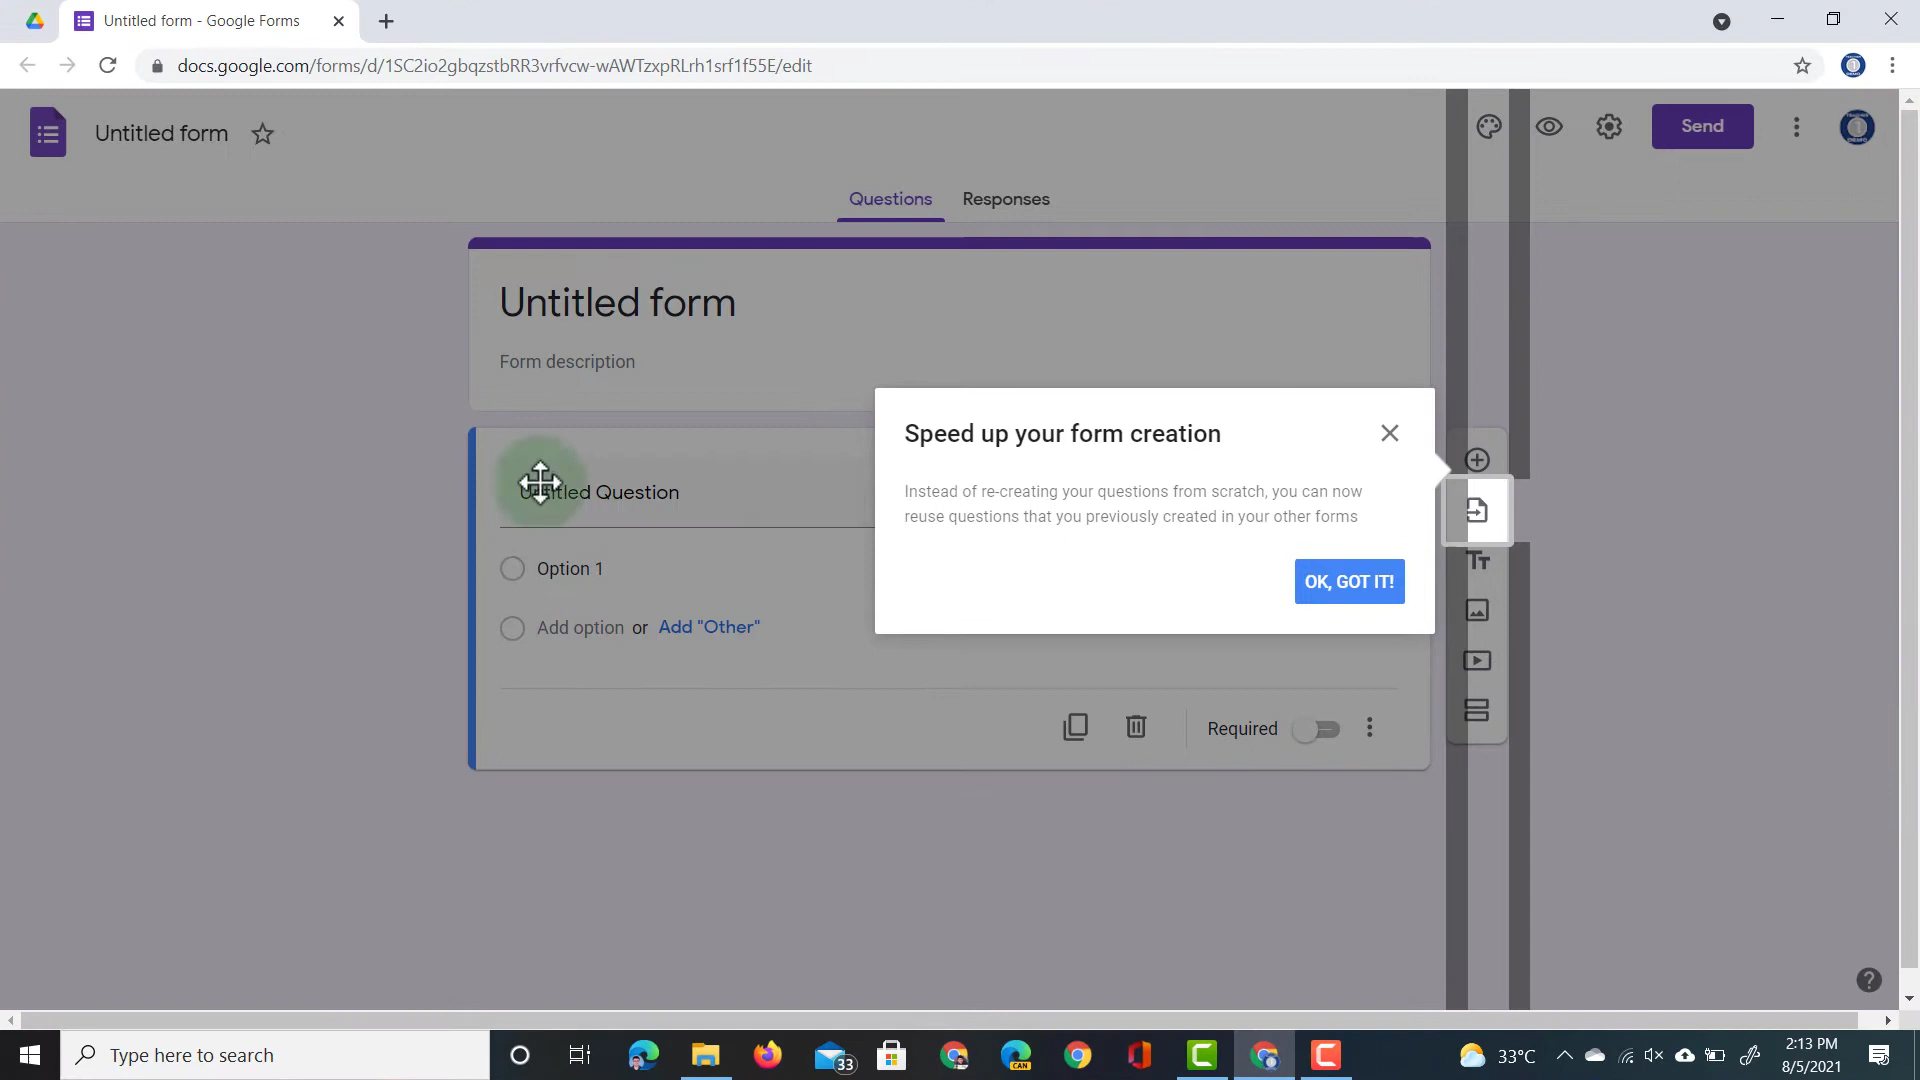 Untitled form - Google Forms
docs.google.com/forms/d/1SC2io2gbqzstbRR3vrfvcw-wAWTzxpRLrh1srf1f55E/edit
Untitled form
Send
Questions
Responses
Untitled form
Form description
Speed up your form creation
Instead of re-creating your questions from scratch, you can now
reuse questions that you previously created in your other forms
OK, GOT IT!
Untitled Question
Option 1
Add option or Add "Other"
Required
Tт
Type here to search
33
CAN
33°C
2:13 PM
8/5/2021